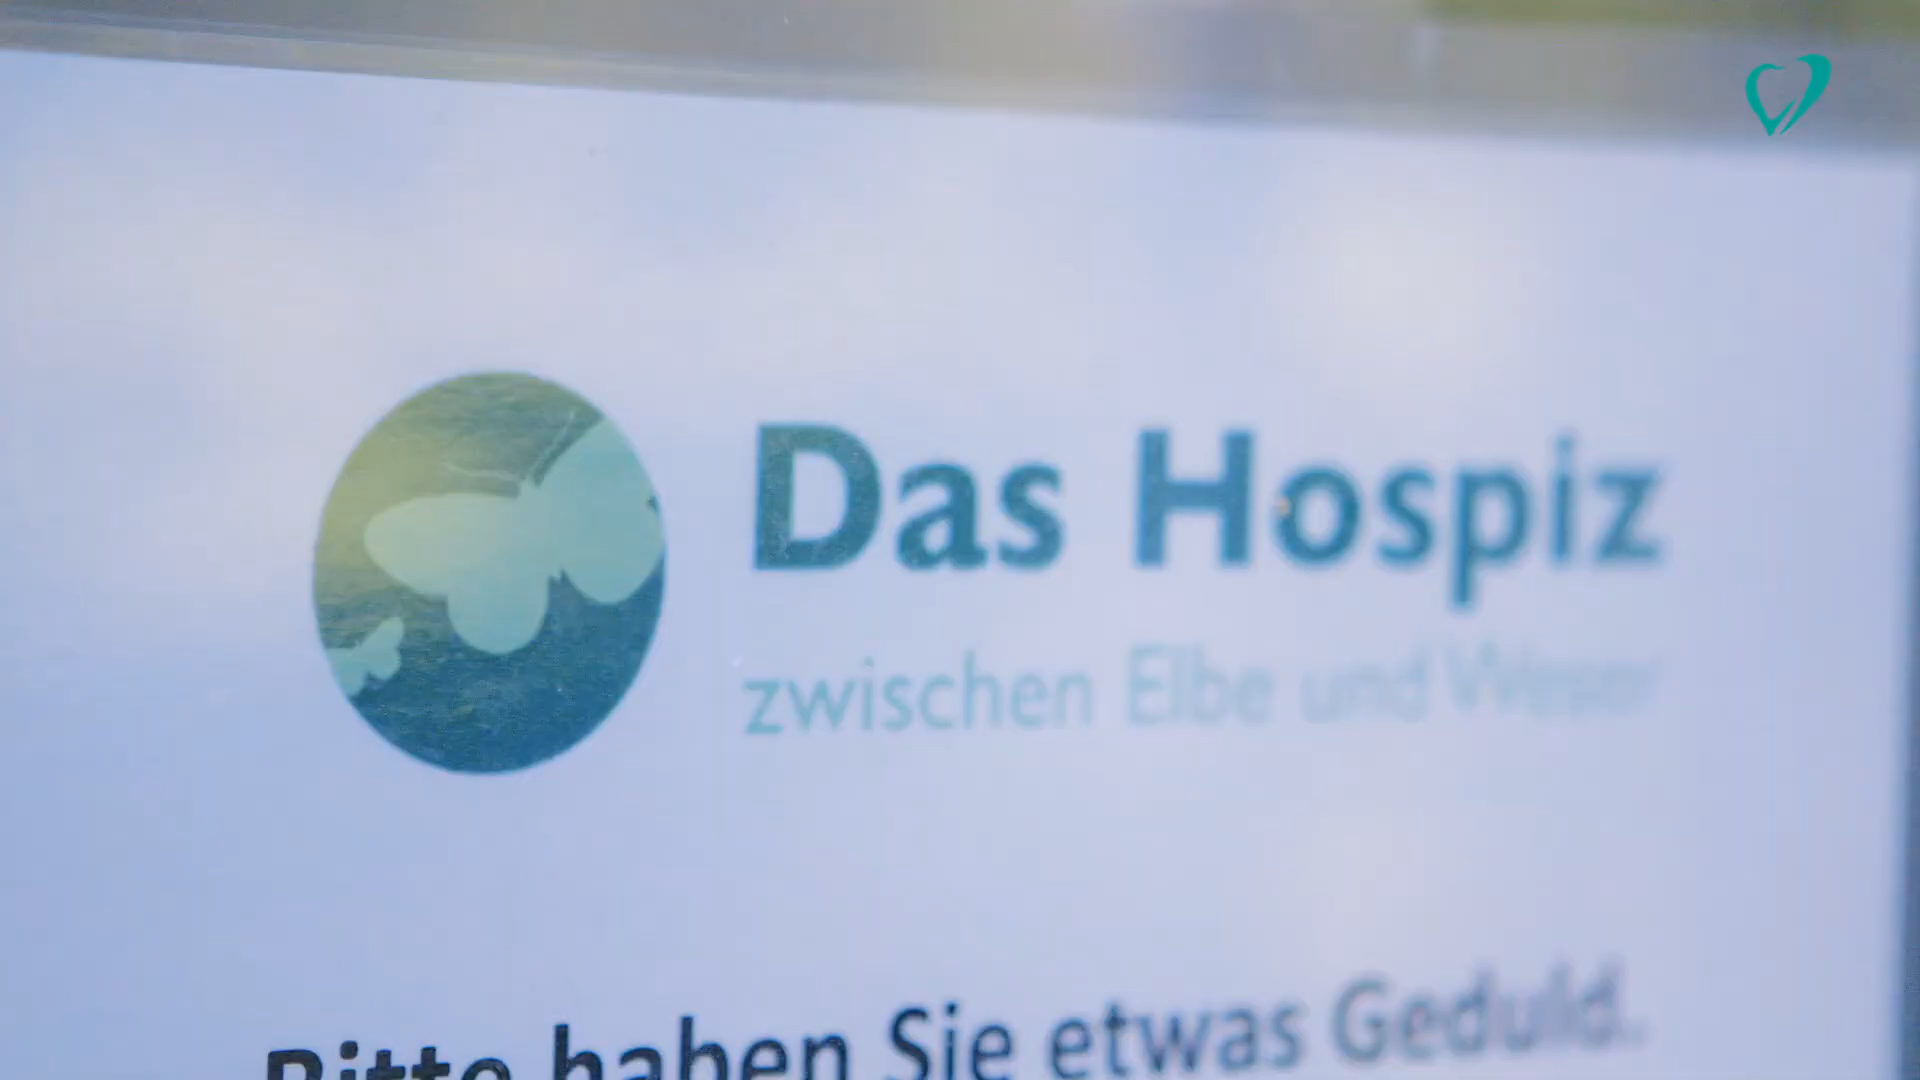 Das Hospiz
zwischen Elbe und Weser
Bitte haben Sie etwas Geduld.